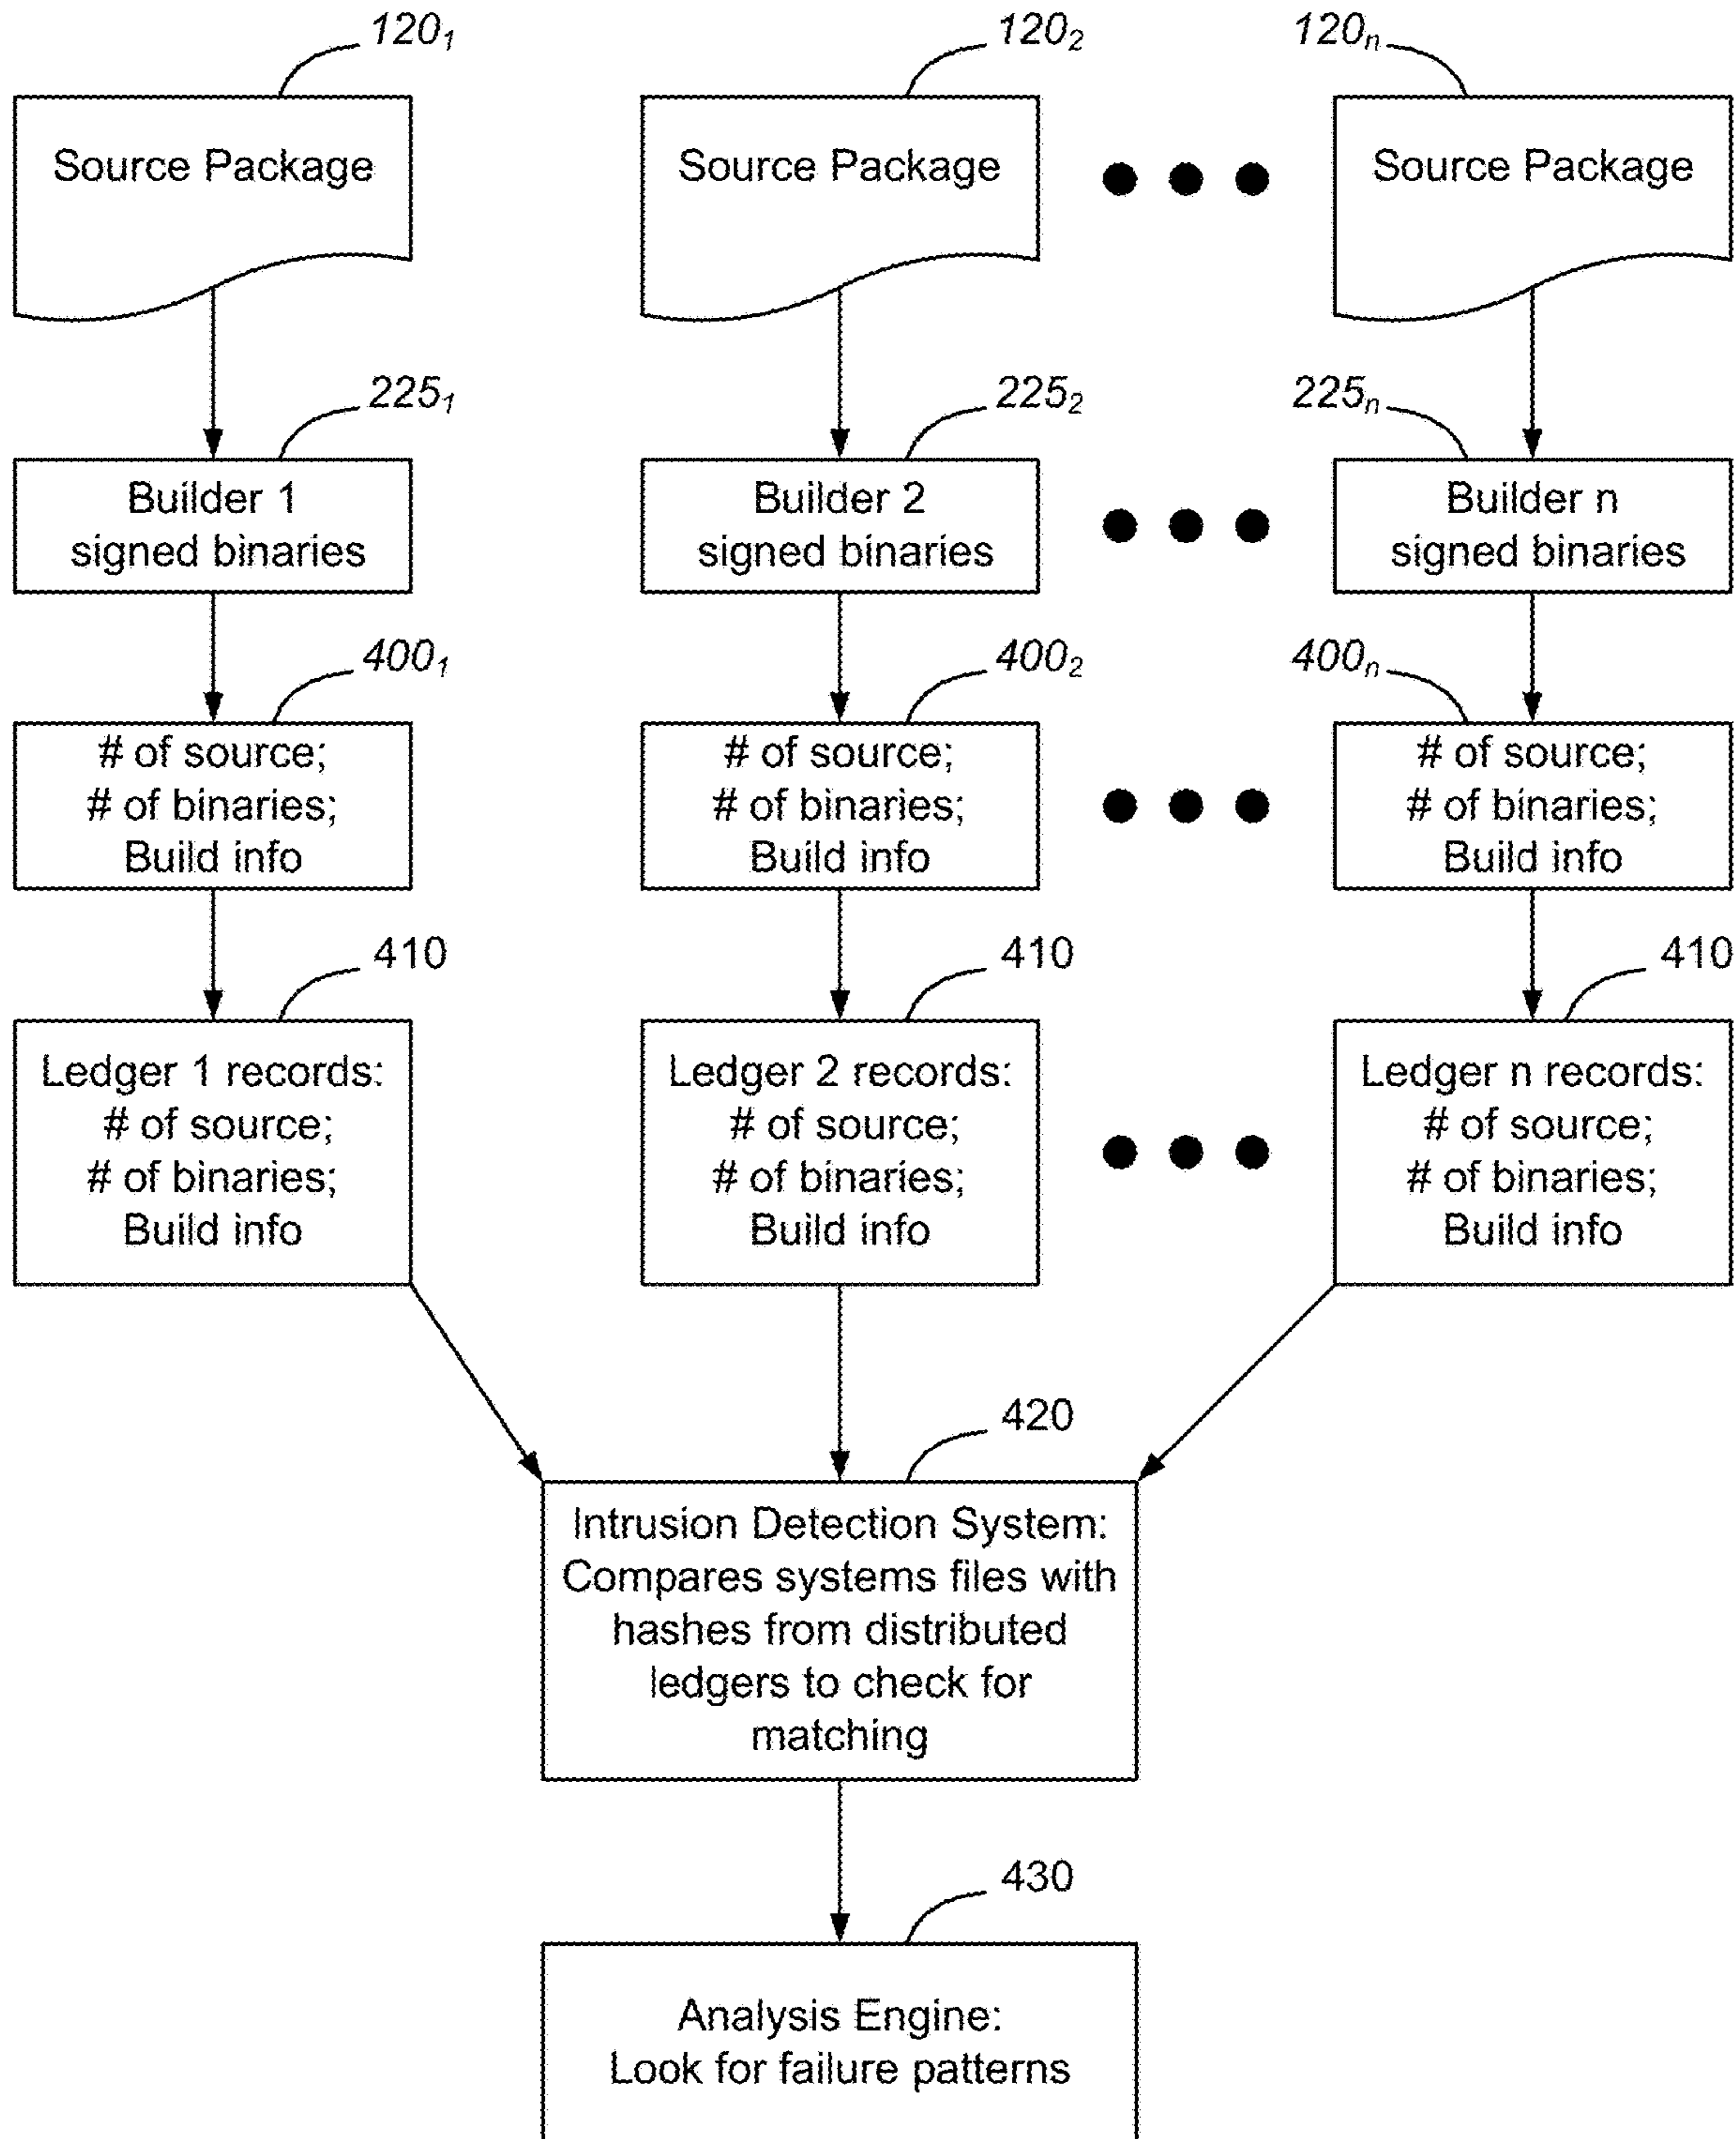 120₁
120₂
120ₙ
Source Package
Source Package
Source Package
225₁
225₂
225ₙ
Builder 1
signed binaries
Builder 2
signed binaries
Builder n
signed binaries
400₁
400₂
400ₙ
# of source;
# of binaries;
Build info
# of source;
# of binaries;
Build info
# of source;
# of binaries;
Build info
410
410
410
Ledger 1 records:
# of source;
# of binaries;
Build info
Ledger 2 records:
# of source;
# of binaries;
Build info
Ledger n records:
# of source;
# of binaries;
Build info
420
Intrusion Detection System:
Compares systems files with
hashes from distributed
ledgers to check for
matching
430
Analysis Engine:
Look for failure patterns